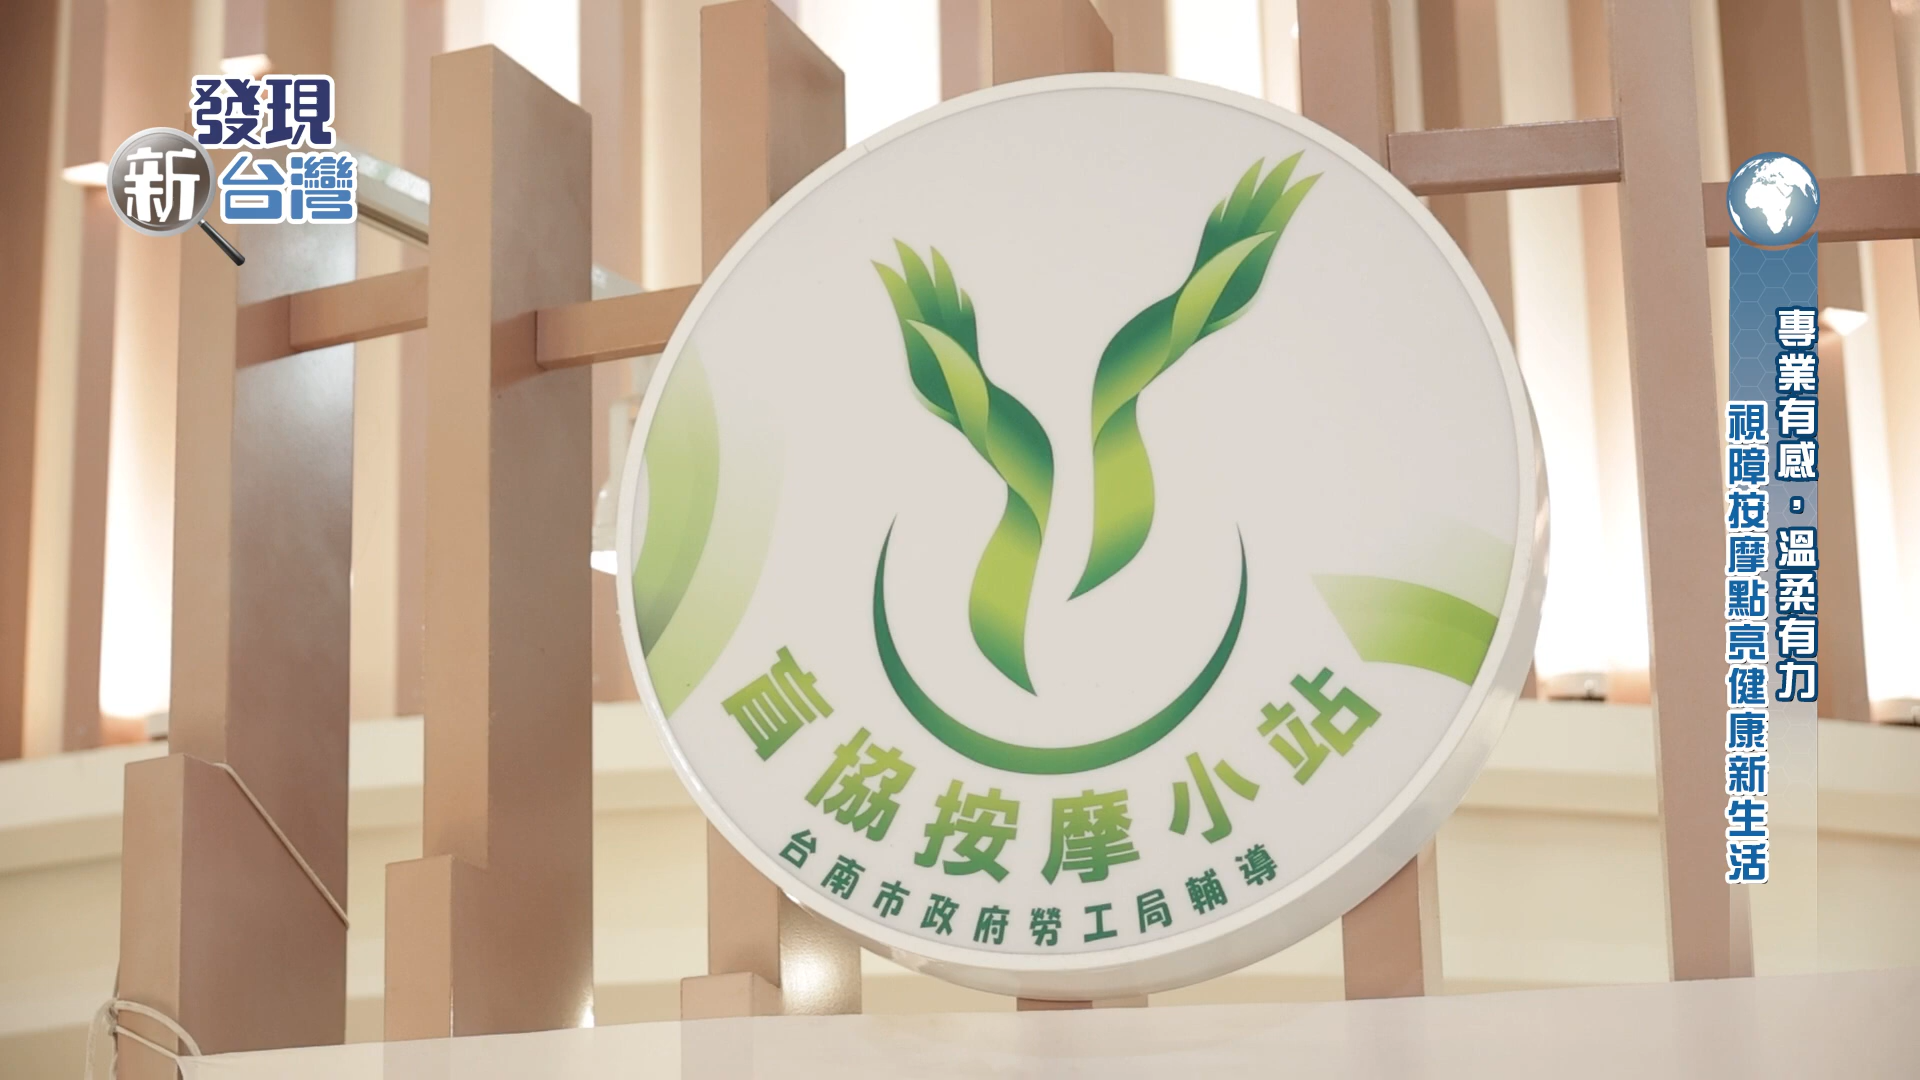 發現
新台灣
專業有感，溫柔有力
視障按摩點亮健康新生活
盲協按摩小站
台南市政府勞工局輔導